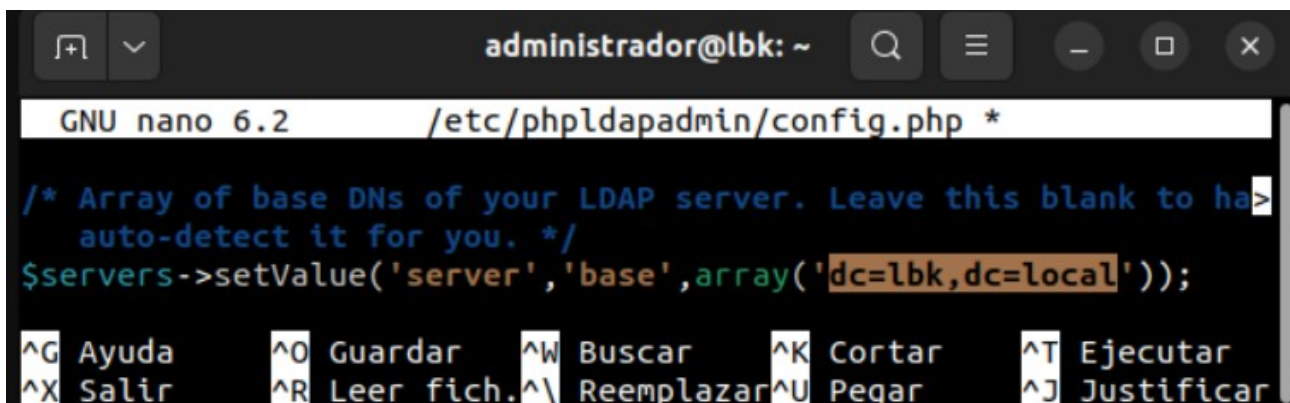 administrador@lbk: ~
GNU nano 6.2 /etc/phpldapadmin/config.php *
/* Array of base DNs of your LDAP server. Leave this blank to ha>
auto-detect it for you. */
$servers->setValue('server','base',array('dc=lbk,dc=local'));
^G Ayuda ^O Guardar ^W Buscar ^K Cortar ^T Ejecutar
^X Salir ^R Leer fich. ^\ Reemplazar ^U Pegar ^J Justificar